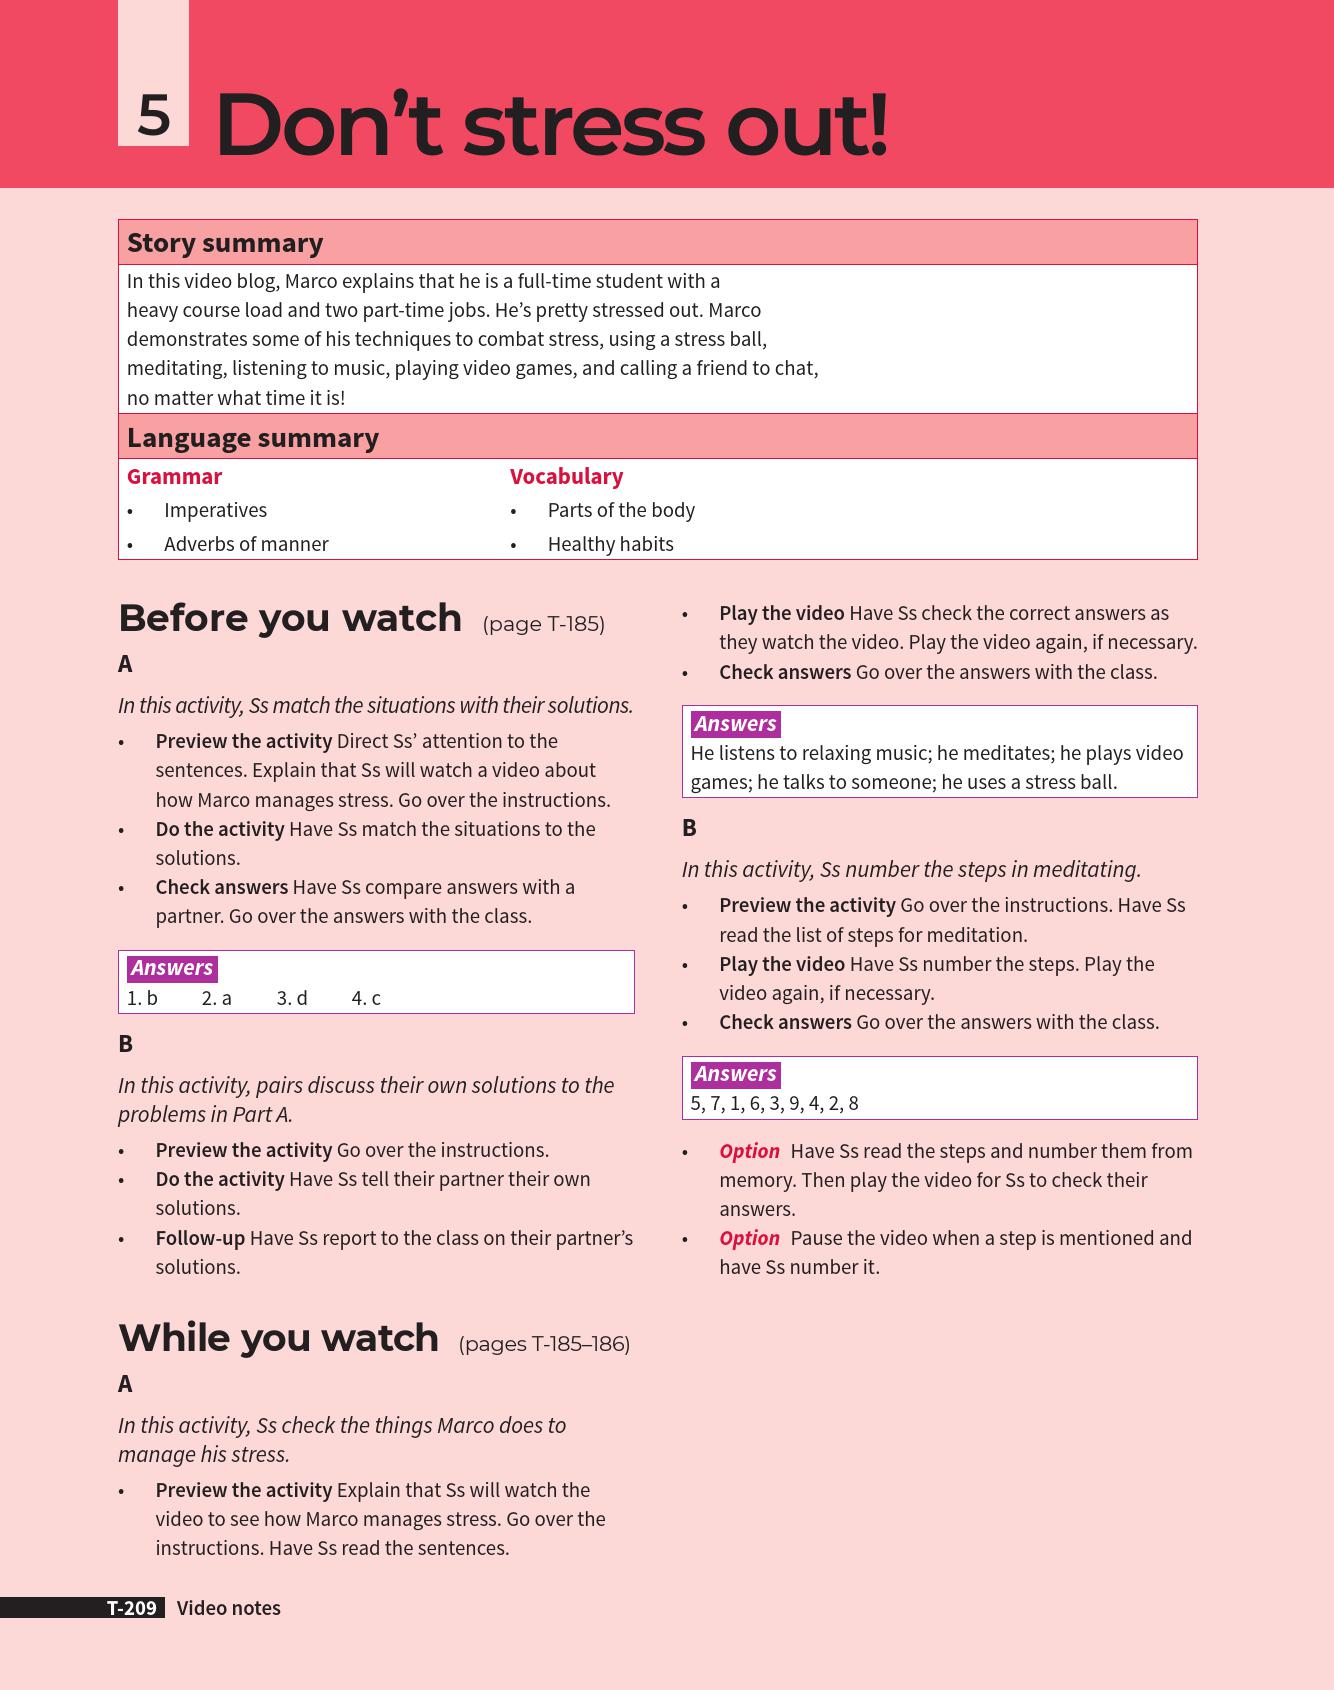 5 Don’t stress out!
Story summary
In this video blog, Marco explains that he is a full-time student with a
heavy course load and two part-time jobs. He’s pretty stressed out. Marco
demonstrates some of his techniques to combat stress, using a stress ball,
meditating, listening to music, playing video games, and calling a friend to chat,
no matter what time it is!
Language summary
Grammar
• Imperatives
• Adverbs of manner
Vocabulary
• Parts of the body
• Healthy habits
Before you watch (page T-185)
A
In this activity, Ss match the situations with their solutions.
• Preview the activity Direct Ss’ attention to the
sentences. Explain that Ss will watch a video about
how Marco manages stress. Go over the instructions.
• Do the activity Have Ss match the situations to the
solutions.
• Check answers Have Ss compare answers with a
partner. Go over the answers with the class.
Answers
1. b 2. a 3. d 4. c
B
In this activity, pairs discuss their own solutions to the
problems in Part A.
• Preview the activity Go over the instructions.
• Do the activity Have Ss tell their partner their own
solutions.
• Follow-up Have Ss report to the class on their partner’s
solutions.
While you watch (pages T-185–186)
A
In this activity, Ss check the things Marco does to
manage his stress.
• Preview the activity Explain that Ss will watch the
video to see how Marco manages stress. Go over the
instructions. Have Ss read the sentences.
• Play the video Have Ss check the correct answers as
they watch the video. Play the video again, if necessary.
• Check answers Go over the answers with the class.
Answers
He listens to relaxing music; he meditates; he plays video
games; he talks to someone; he uses a stress ball.
B
In this activity, Ss number the steps in meditating.
• Preview the activity Go over the instructions. Have Ss
read the list of steps for meditation.
• Play the video Have Ss number the steps. Play the
video again, if necessary.
• Check answers Go over the answers with the class.
Answers
5, 7, 1, 6, 3, 9, 4, 2, 8
• Option Have Ss read the steps and number them from
memory. Then play the video for Ss to check their
answers.
• Option Pause the video when a step is mentioned and
have Ss number it.
T-209 Video notes